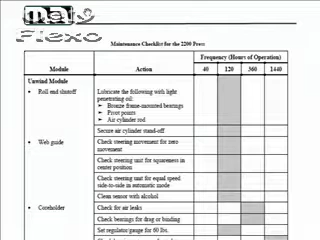 Mark Andy
Flexo
Maintenance Checklist for the 2200 Press
Frequency (Hours of Operation)
Module Action 40 120 360 1440
Unwind Module
• Roll end shutoff Lubricate the following with light
penetrating oil:
► Bronze frame-mounted bearings
► Pivot points
► Air cylinder rod
Secure air cylinder stand-off
• Web guide Check steering movement for zero
movement
Check steering unit for squareness in
center position
Check steering unit for equal speed
side-to-side in automatic mode
Clean sensor with alcohol
• Coreholder Check for air leaks
Check bearings for drag or binding
Set regulator/gauge for 60 lbs.